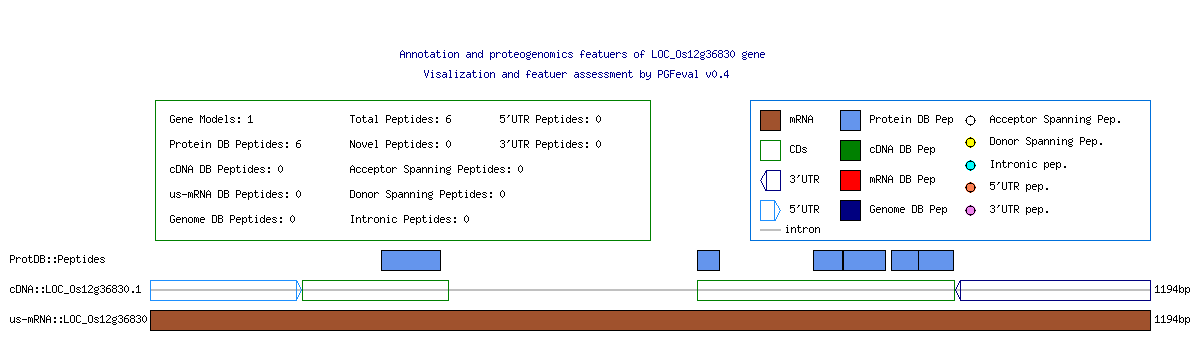 Annotation and proteogenomics featuers of LOC_Os12g36830 gene
Visalization and featuer assessment by PGFeval v0.4
Gene Models: 1 Total Peptides: 6 5'UTR Peptides: 0
Protein DB Peptides: 6 Novel Peptides: 0 3'UTR Peptides: 0
cDNA DB Peptides: 0 Acceptor Spanning Peptides: 0
us-mRNA DB Peptides: 0 Donor Spanning Peptides: 0
Genome DB Peptides: 0 Intronic Peptides: 0
mRNA Protein DB Pep Acceptor Spanning Pep.
CDs cDNA DB Pep Donor Spanning Pep.
Intronic pep.
3'UTR mRNA DB Pep 5'UTR pep.
5'UTR Genome DB Pep 3'UTR pep.
intron
ProtDB::Peptides
cDNA::LOC_Os12g36830.1 1194bp
us-mRNA::LOC_Os12g36830 1194bp